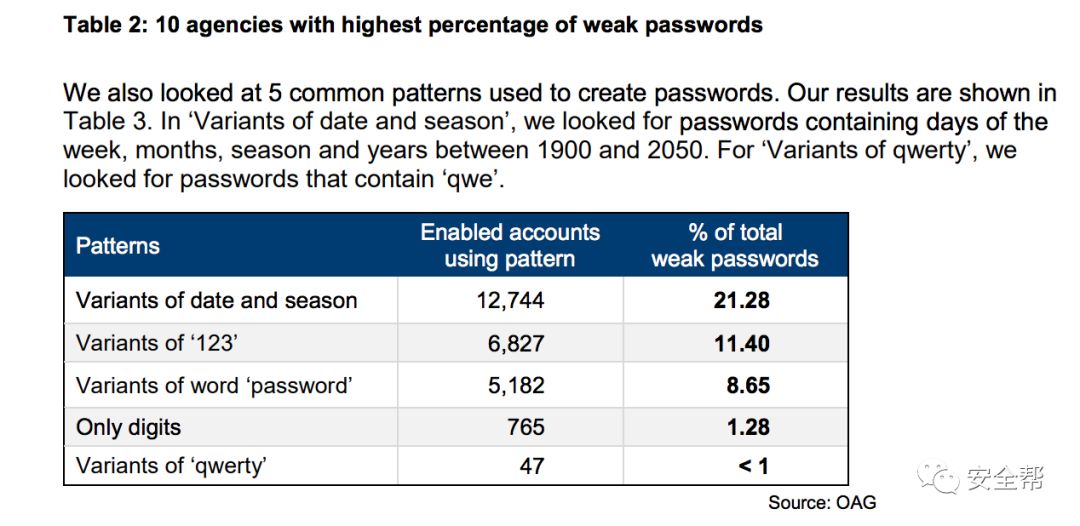 Table 2: 10 agencies with highest percentage of weak passwords
We also looked at 5 common patterns used to create passwords. Our results are shown in
Table 3. In ‘Variants of date and season’, we looked for passwords containing days of the
week, months, season and years between 1900 and 2050. For ‘Variants of qwerty’, we
looked for passwords that contain ‘qwe’.
Patterns Enabled accounts using pattern % of total weak passwords
Variants of date and season 12,744 21.28
Variants of ‘123’ 6,827 11.40
Variants of word ‘password’ 5,182 8.65
Only digits 765 1.28
Variants of ‘qwerty’ 47 < 1
安全帮
Source: OAG